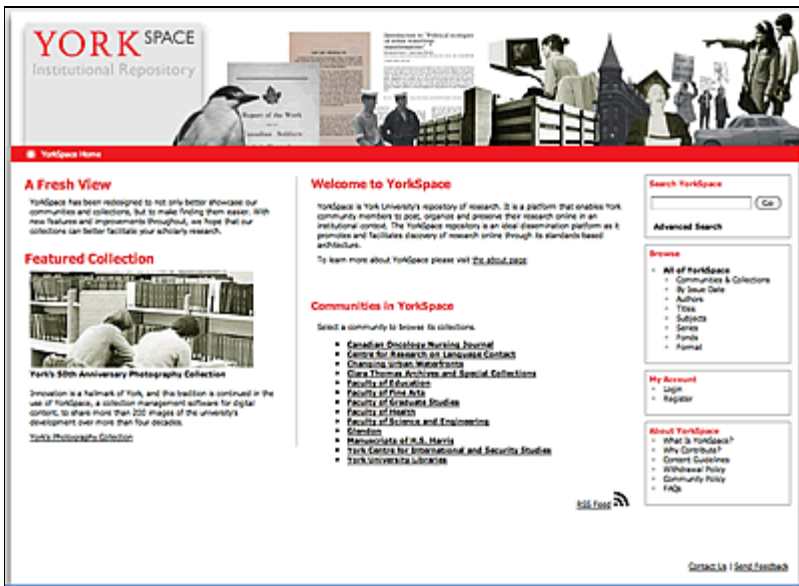 YORK SPACE
Institutional Repository
Report of the Work
Canadian Soldiers
YorkSpace Home
A Fresh View
YorkSpace has been redesigned to not only better showcase our
communities and collections, but to make finding them easier. With
new features and improvements throughout, we hope that our
collections can better facilitate your scholarly research.
Featured Collection
York's 50th Anniversary Photography Collection
Innovation is a hallmark of York, and this tradition is continued in the
use of YorkSpace, a collection management software for digital
content, to share more than 200 images of the university's
development over more than four decades.
York's Photography Collection
Welcome to YorkSpace
YorkSpace is York University's repository of research. It is a platform that enables York
community members to post, organize and preserve their research online in an
institutional context. The YorkSpace repository is an ideal dissemination platform as it
promotes and facilitates discovery of research online through its standards-based
architecture.
To learn more about YorkSpace please visit the about page
Communities in YorkSpace
Select a community to browse its collections.
Canadian Oncology Nursing Journal
Centre for Research on Language Contact
Changing Urban Waterfronts
Clara Thomas Archives and Special Collections
Faculty of Education
Faculty of Fine Arts
Faculty of Graduate Studies
Faculty of Health
Faculty of Science and Engineering
Glendon
Manuscripts of H.S. Harris
York Centre for International and Security Studies
York University Libraries
RSS Feed
Search YorkSpace
Go
Advanced Search
Browse
All of YorkSpace
Communities & Collections
By Issue Date
Authors
Titles
Subjects
Series
Fonds
Format
My Account
Login
Register
About YorkSpace
What Is YorkSpace?
Why Contribute?
Content Guidelines
Withdrawal Policy
Community Policy
FAQs
Contact Us | Send Feedback